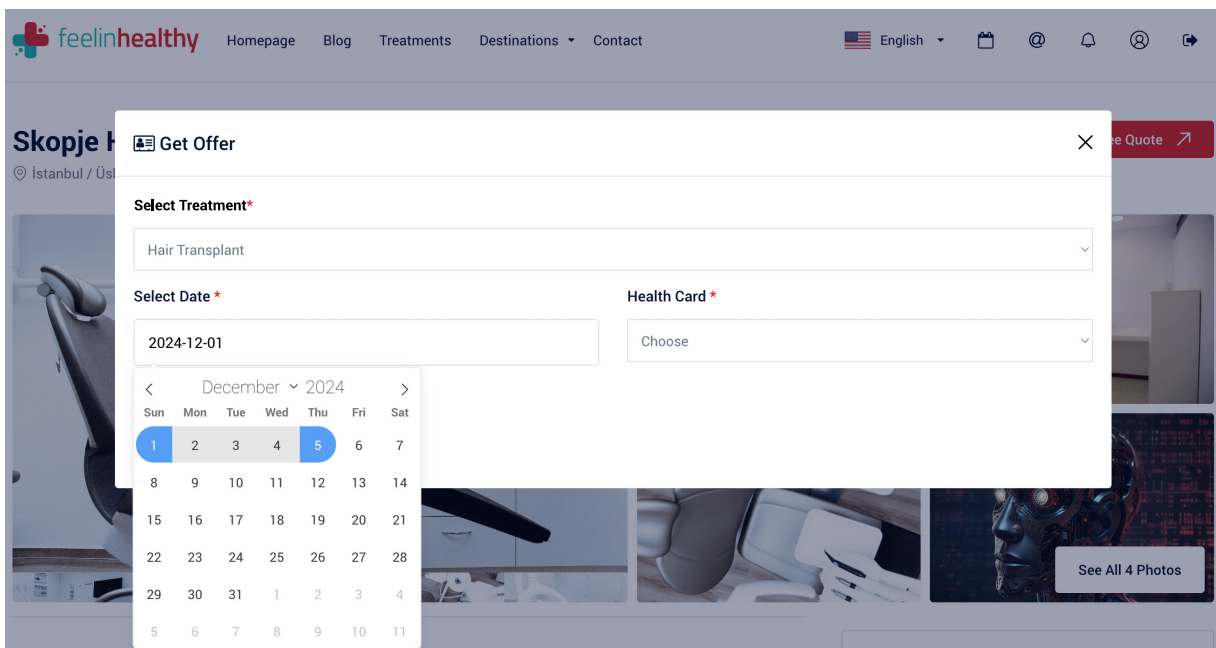 feelinhealthy Homepage Blog Treatments Destinations Contact English
Skopje H
Get Offer
ee Quote
İstanbul / Üsk
Select Treatment*
Hair Transplant
Select Date * Health Card *
2024-12-01 Choose
December 2024
Sun Mon Tue Wed Thu Fri Sat
1 2 3 4 5 6 7
8 9 10 11 12 13 14
15 16 17 18 19 20 21
22 23 24 25 26 27 28
See All 4 Photos
29 30 31 1 2 3 4
5 6 7 8 9 10 11